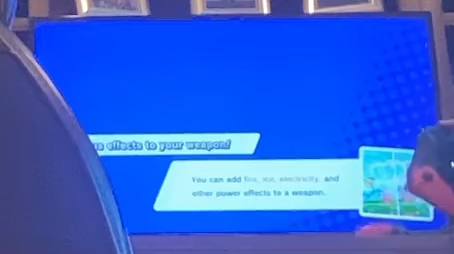 effects to your weapon!
You can add fire, ice, electricity, and
other power effects to a weapon.